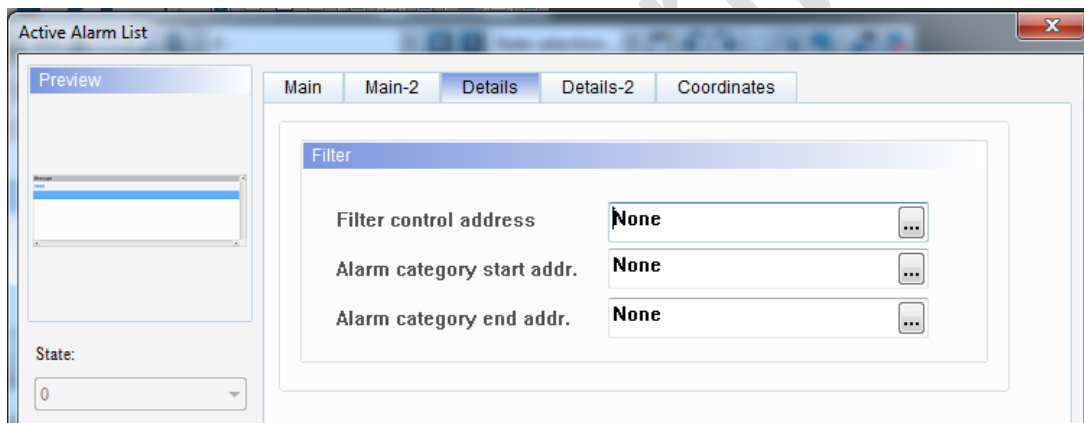 Active Alarm List
Preview
Main Main-2 Details Details-2 Coordinates
Filter
Filter control address None ...
Alarm category start addr. None ...
Alarm category end addr. None ...
State:
0